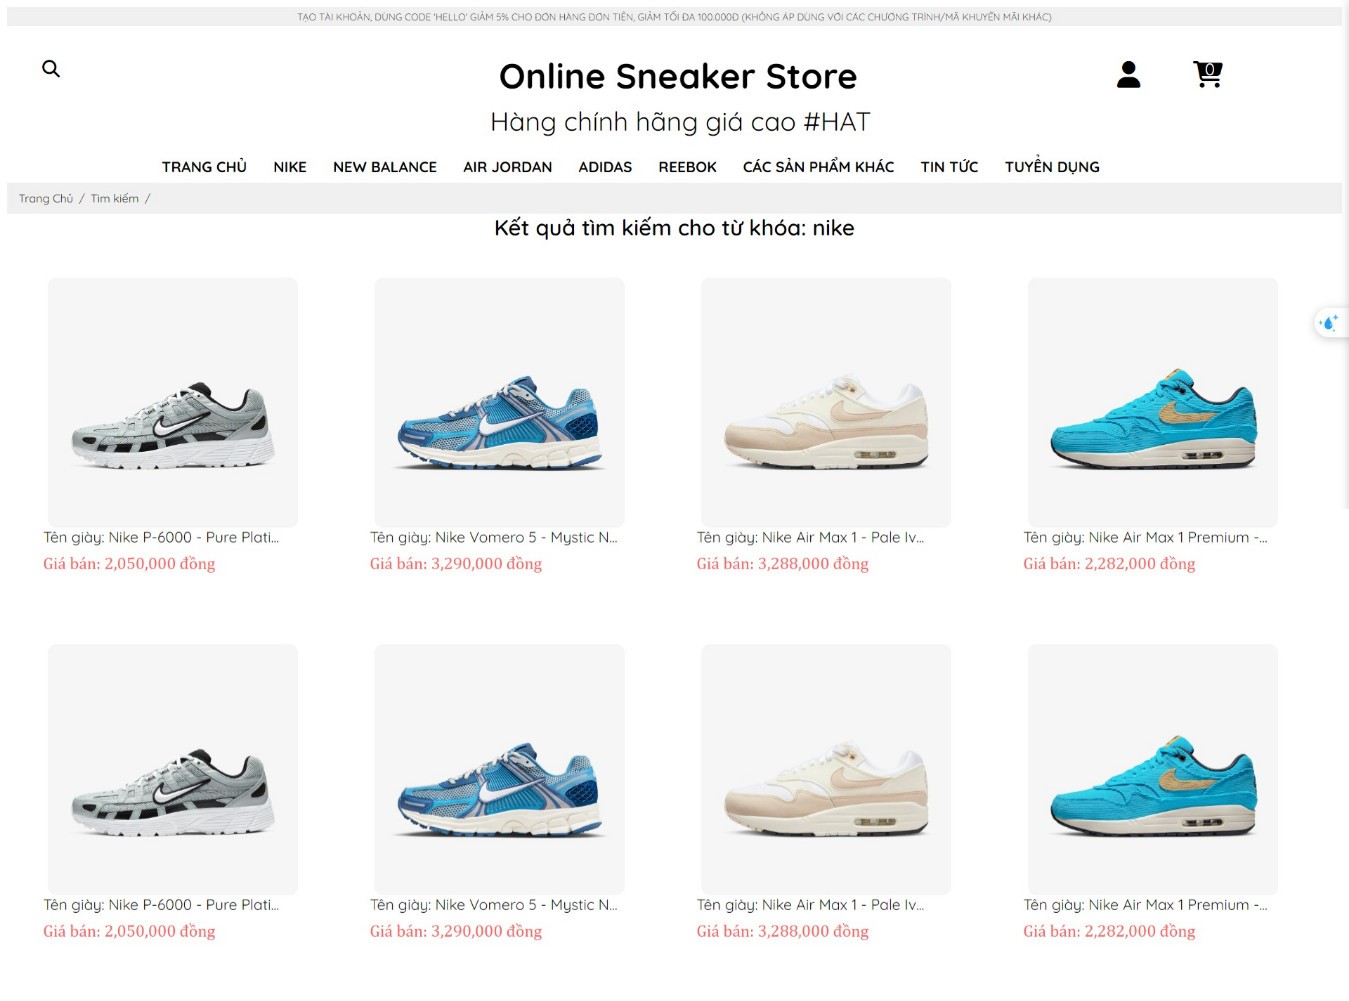 TẠO TÀI KHOẢN, DÙNG CODE 'HELLO' GIẢM 5% CHO ĐƠN HÀNG ĐƠN TIÊN, GIẢM TỐI ĐA 100.000Đ (KHÔNG ÁP DÙNG VỚI CÁC CHƯƠNG TRÌNH/MÃ KHUYẾN MÃI KHÁC)
Online Sneaker Store
0
Hàng chính hãng giá cao #HAT
TRANG CHỦ NIKE NEW BALANCE AIR JORDAN ADIDAS REEBOK CÁC SẢN PHẨM KHÁC TIN TỨC TUYỂN DỤNG
Trang Chủ / Tìm kiếm /
Kết quả tìm kiếm cho từ khóa: nike
Tên giày: Nike P-6000 - Pure Plati... Tên giày: Nike Vomero 5 - Mystic N... Tên giày: Nike Air Max 1 - Pale Iv... Tên giày: Nike Air Max 1 Premium -...
Giá bán: 2,050,000 đồng Giá bán: 3,290,000 đồng Giá bán: 3,288,000 đồng Giá bán: 2,282,000 đồng
Tên giày: Nike P-6000 - Pure Plati... Tên giày: Nike Vomero 5 - Mystic N... Tên giày: Nike Air Max 1 - Pale Iv... Tên giày: Nike Air Max 1 Premium -...
Giá bán: 2,050,000 đồng Giá bán: 3,290,000 đồng Giá bán: 3,288,000 đồng Giá bán: 2,282,000 đồng